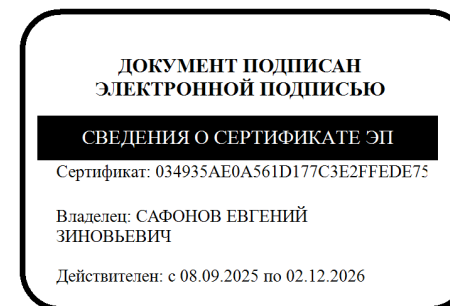 ДОКУМЕНТ ПОДПИСАН
ЭЛЕКТРОННОЙ ПОДПИСЬЮ
СВЕДЕНИЯ О СЕРТИФИКАТЕ ЭП
Сертификат: 034935AE0A561D177C3E2FFEDE75
Владелец: САФОНОВ ЕВГЕНИЙ
ЗИНОВЬЕВИЧ
Действителен: с 08.09.2025 по 02.12.2026